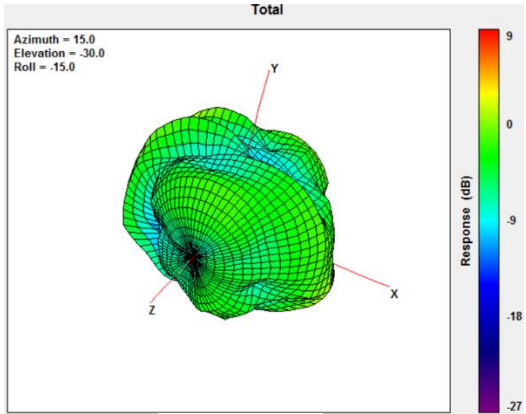 Total
Azimuth = 15.0
Elevation = -30.0
Roll = -15.0
Y
X
Z
9
0
-9
-18
-27
Response (dB)